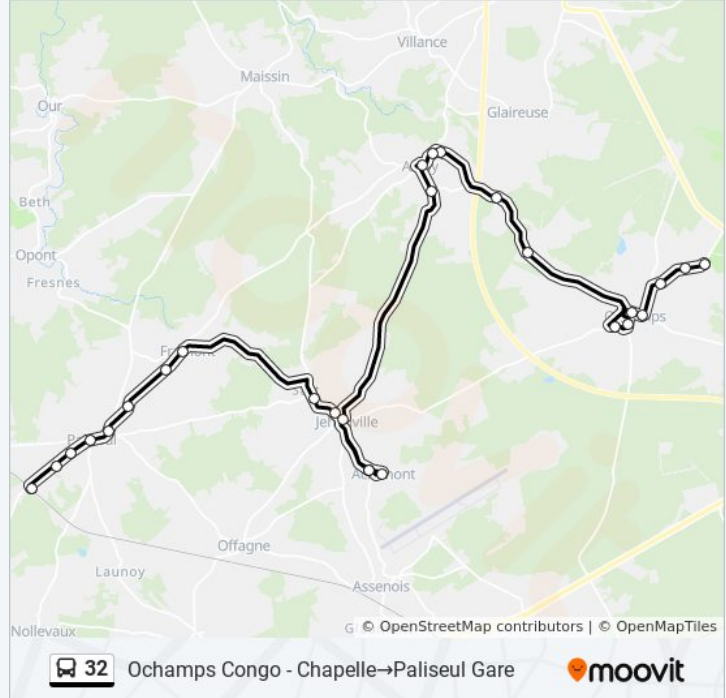 Villance
Maissin
Our
Glaireuse
Beth
Opont
Fresnes
Offagne
Launoy
Assenois
Nollevaux
© OpenStreetMap contributors | © OpenMapTiles
32 Ochamps Congo - Chapelle→Paliseul Gare
moovit